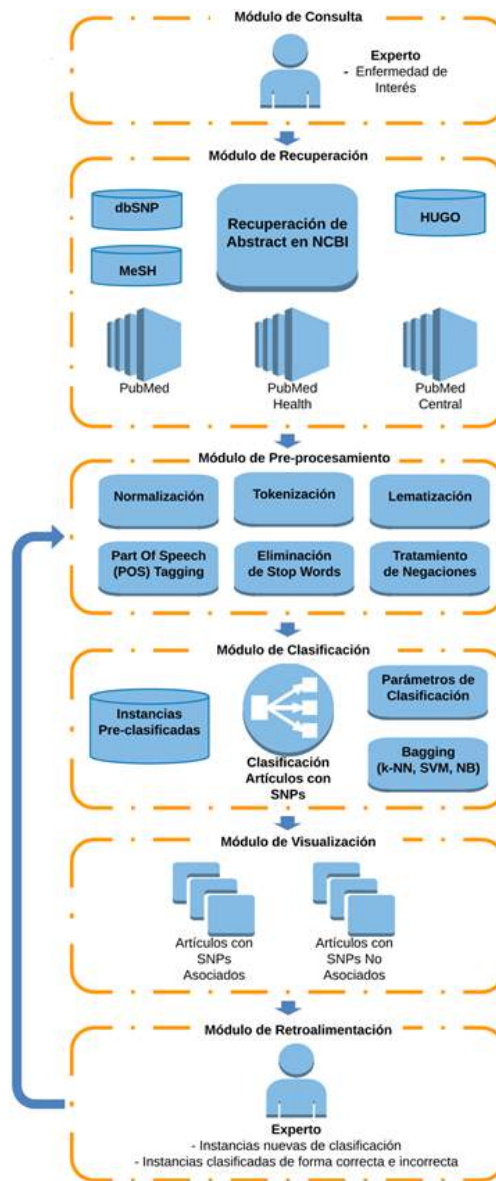 Módulo de Consulta
Experto
- Enfermedad de
Interés
Módulo de Recuperación
dbSNP
MeSH
Recuperación de
Abstract en NCBI
HUGO
PubMed
PubMed
Health
PubMed
Central
Módulo de Pre-procesamiento
Normalización
Tokenización
Lematización
Part Of Speech
(POS) Tagging
Eliminación
de Stop Words
Tratamiento
de Negaciones
Módulo de Clasificación
Instancias
Pre-clasificadas
Clasificación
Artículos con
SNPs
Parámetros de
Clasificación
Bagging
(k-NN, SVM, NB)
Módulo de Visualización
Artículos con
SNPs
Asociados
Artículos con
SNPs No
Asociados
Módulo de Retroalimentación
Experto
- Instancias nuevas de clasificación
- Instancias clasificadas de forma correcta e incorrecta